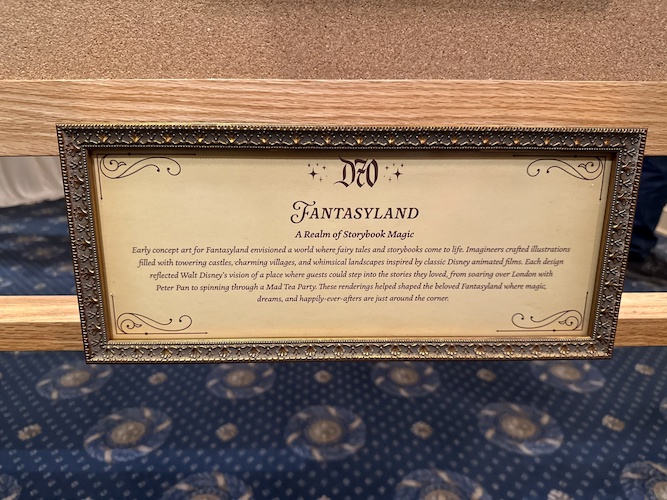 D70
FANTASYLAND
A Realm of Storybook Magic
Early concept art for Fantasyland envisioned a world where fairy tales and storybooks come to life. Imagineers crafted illustrations
filled with towering castles, charming villages, and whimsical landscapes inspired by classic Disney animated films. Each design
reflected Walt Disney's vision of a place where guests could step into the stories they loved, from soaring over London with
Peter Pan to spinning through a Mad Tea Party. These renderings helped shaped the beloved Fantasyland where magic,
dreams, and happily-ever-afters are just around the corner.